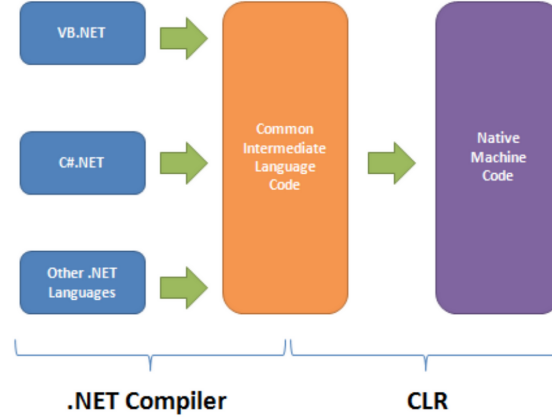 VB.NET
C#.NET
Other .NET
Languages
Common
Intermediate
Language
Code
Native
Machine
Code
.NET Compiler
CLR